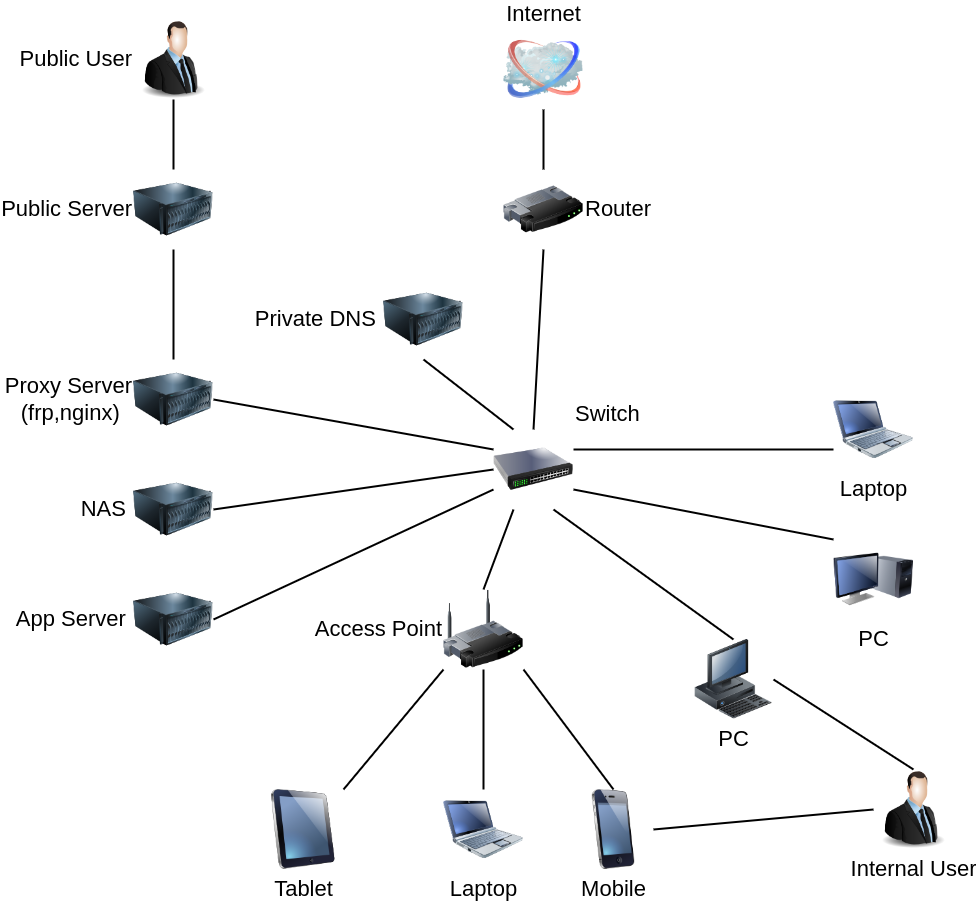 Internet
Public User
Public Server
Router
Private DNS
Proxy Server
(frp,nginx)
Switch
Laptop
NAS
App Server
Access Point
PC
PC
Internal User
Tablet
Laptop
Mobile